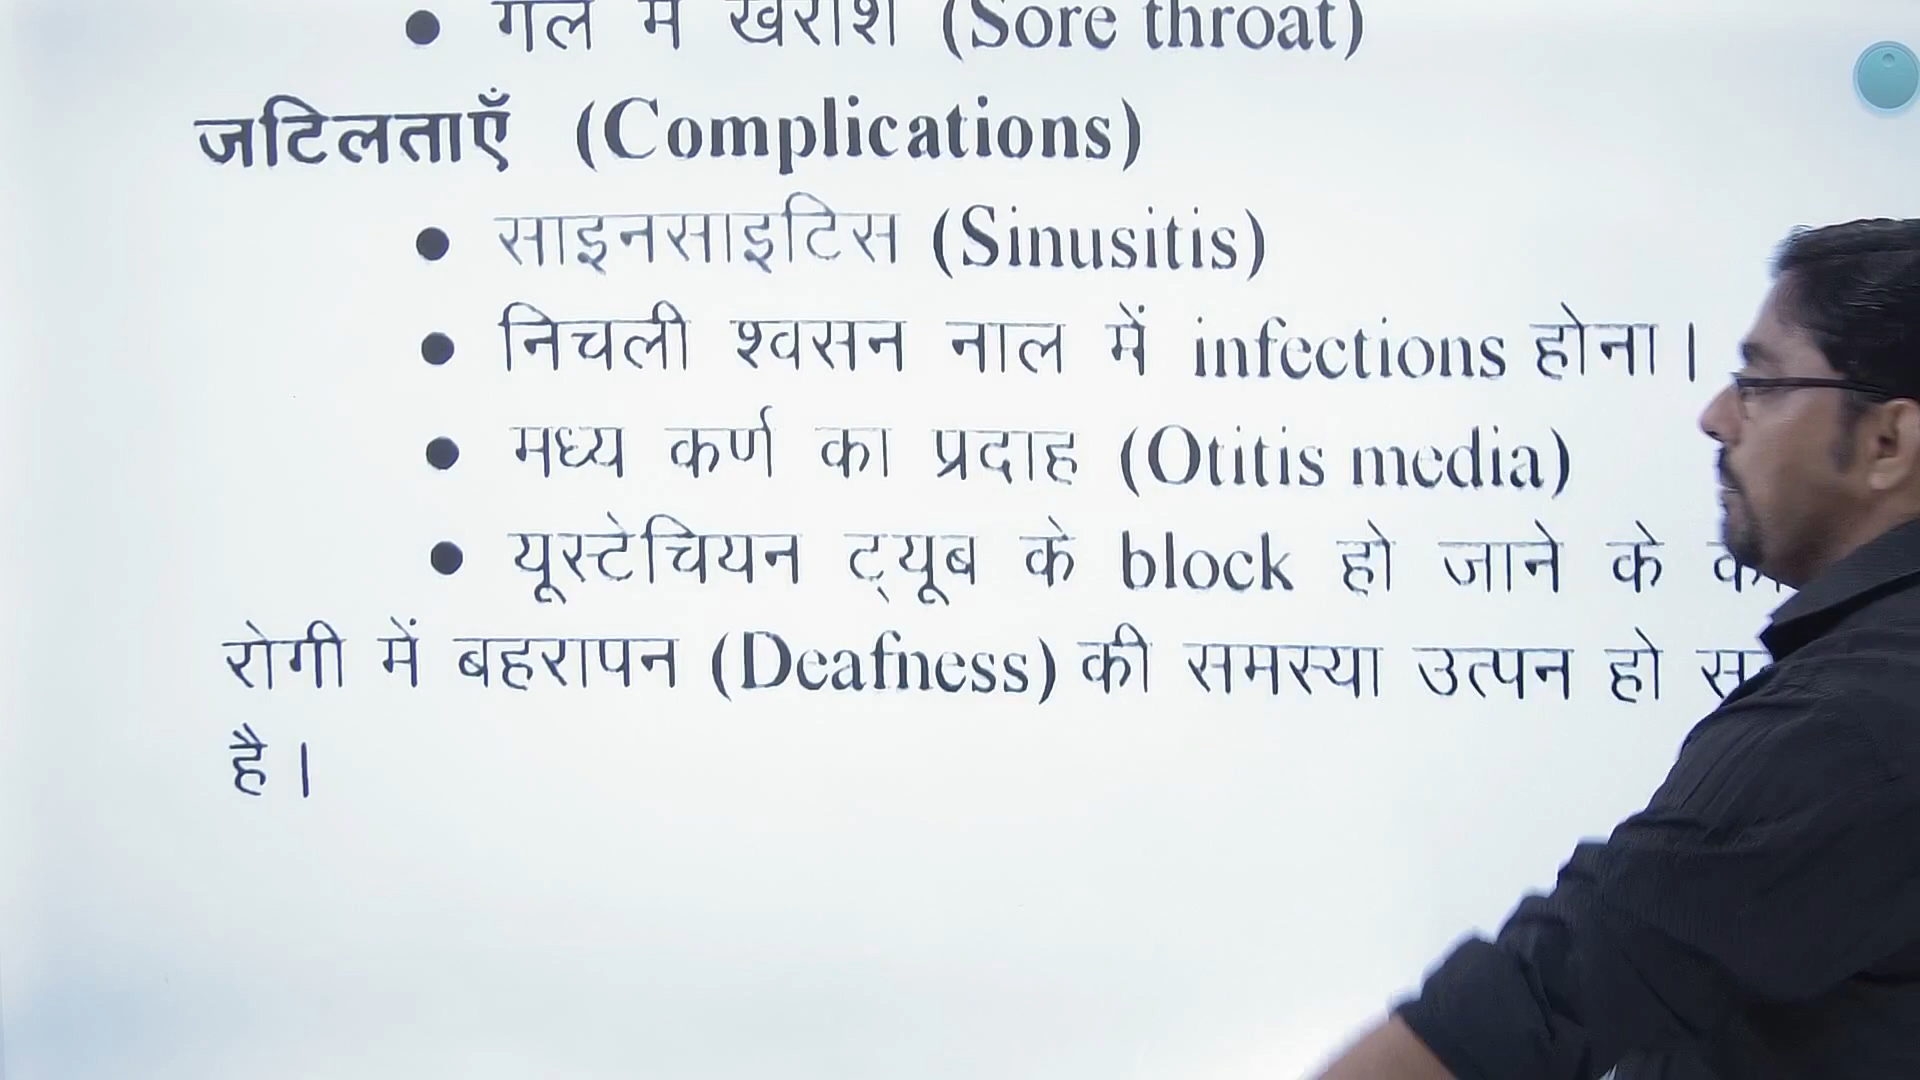 • गले में खराश (Sore throat)
जटिलताएँ (Complications)
• साइनसाइटिस (Sinusitis)
• निचली श्वसन नाल में infections होना।
• मध्य कर्ण का प्रदाह (Otitis media)
• यूस्टेचियन ट्यूब के block हो जाने के
रोगी में बहरापन (Deafness) की समस्या उत्पन हो
है।